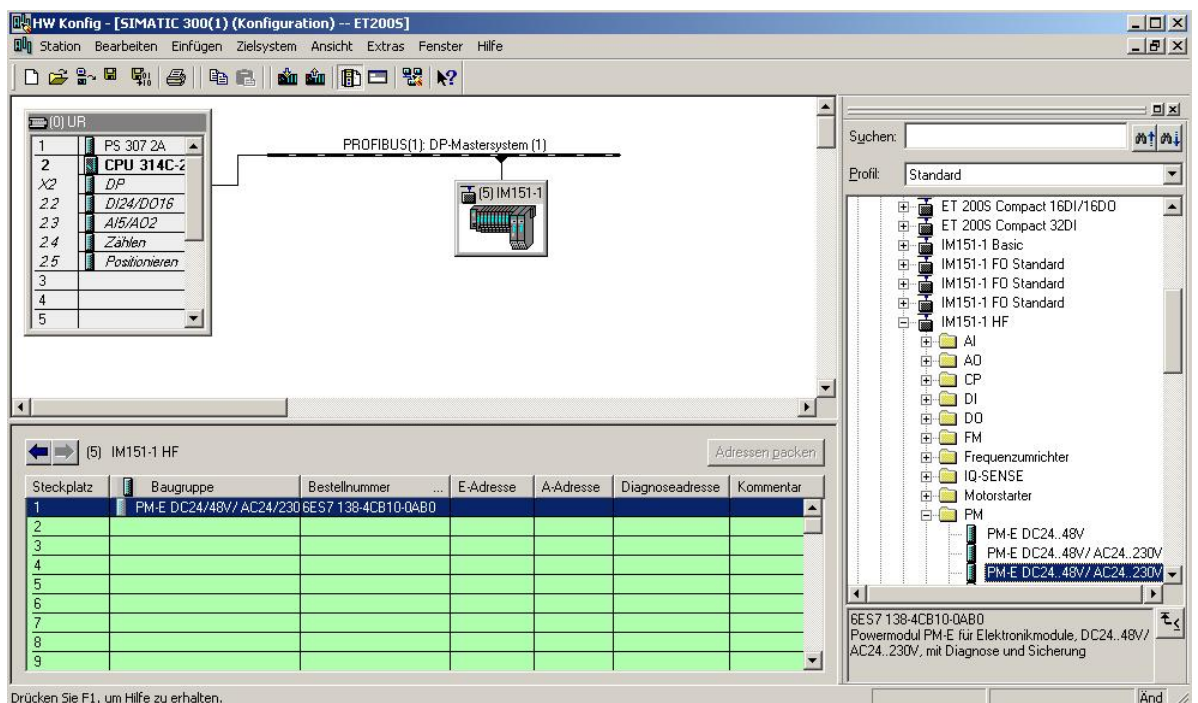 HW Konfig - [SIMATIC 300(1) (Konfiguration) -- ET200S]
Station Bearbeiten Einfügen Zielsystem Ansicht Extras Fenster Hilfe
(0) UR
1 PS 307 2A
2 CPU 314C-2
X2 DP
2.2 DI24/DO16
2.3 AI5/AO2
2.4 Zählen
2.5 Positionieren
3
4
5
PROFIBUS(1): DP-Mastersystem (1)
(5) IM151-1
(5) IM151-1 HF
Adressen packen
Steckplatz Baugruppe Bestellnummer ... E-Adresse A-Adresse Diagnoseadresse Kommentar
1 PM-E DC24/48V/ AC24/230 6ES7 138-4CB10-0AB0
2
3
4
5
6
7
8
9
Suchen:
Profil: Standard
ET 200S Compact 16DI/16DO
ET 200S Compact 32DI
IM151-1 Basic
IM151-1 FO Standard
IM151-1 FO Standard
IM151-1 FO Standard
IM151-1 HF
AI
AO
CP
DI
DO
FM
Frequenzumrichter
IQ-SENSE
Motorstarter
PM
PM-E DC24..48V
PM-E DC24..48V/ AC24..230V
PM-E DC24..48V/ AC24..230V
6ES7 138-4CB10-0AB0
Powermodul PM-E für Elektronikmodule, DC24..48V/
AC24..230V, mit Diagnose und Sicherung
Drücken Sie F1, um Hilfe zu erhalten.
Änd